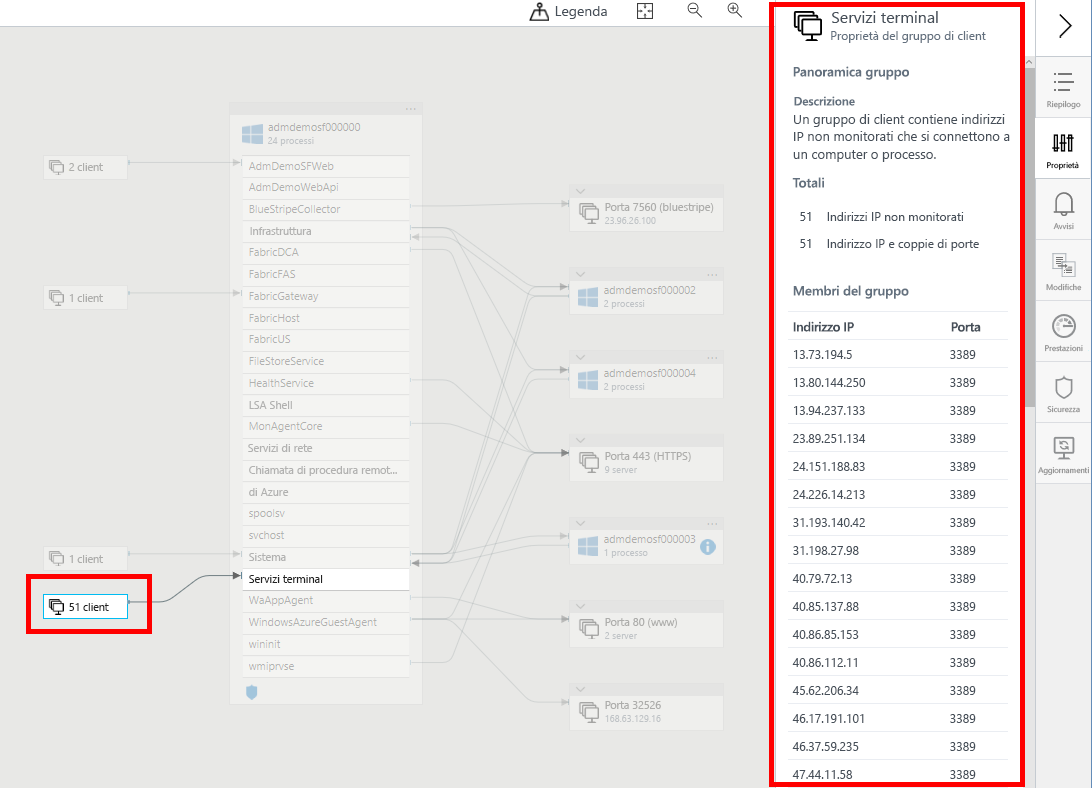 Legenda
2 client
1 client
1 client
51 client
admdemosf000000
24 processi
AdmDemoSFWeb
AdmDemoWebApi
BlueStripeCollector
Infrastruttura
FabricDCA
FabricFAS
FabricGateway
FabricHost
FabricUS
FileStoreService
HealthService
LSA Shell
MonAgentCore
Servizi di rete
Chiamata di procedura remot...
di Azure
spoolsv
svchost
Sistema
Servizi terminal
WaAppAgent
WindowsAzureGuestAgent
wininit
wmiprvse
Porta 7560 (bluestripe)
23.96.26.100
admdemosf000002
2 processi
admdemosf000004
2 processi
Porta 443 (HTTPS)
9 server
admdemosf000003
1 processo
Porta 80 (www)
2 server
Porta 32526
168.63.129.16
Servizi terminal
Proprietà del gruppo di client
Panoramica gruppo
Descrizione
Un gruppo di client contiene indirizzi
IP non monitorati che si connettono a
un computer o processo.
Totali
51 Indirizzi IP non monitorati
51 Indirizzo IP e coppie di porte
Membri del gruppo
Indirizzo IP Porta
13.73.194.5 3389
13.80.144.250 3389
13.94.237.133 3389
23.89.251.134 3389
24.151.188.83 3389
24.226.14.213 3389
31.193.140.42 3389
31.198.27.98 3389
40.79.72.13 3389
40.85.137.88 3389
40.86.85.153 3389
40.86.112.11 3389
45.62.206.34 3389
46.17.191.101 3389
46.37.59.235 3389
47.44.11.58 3389
Riepilogo
Proprietà
Avvisi
Modifiche
Prestazioni
Sicurezza
Aggiornamenti